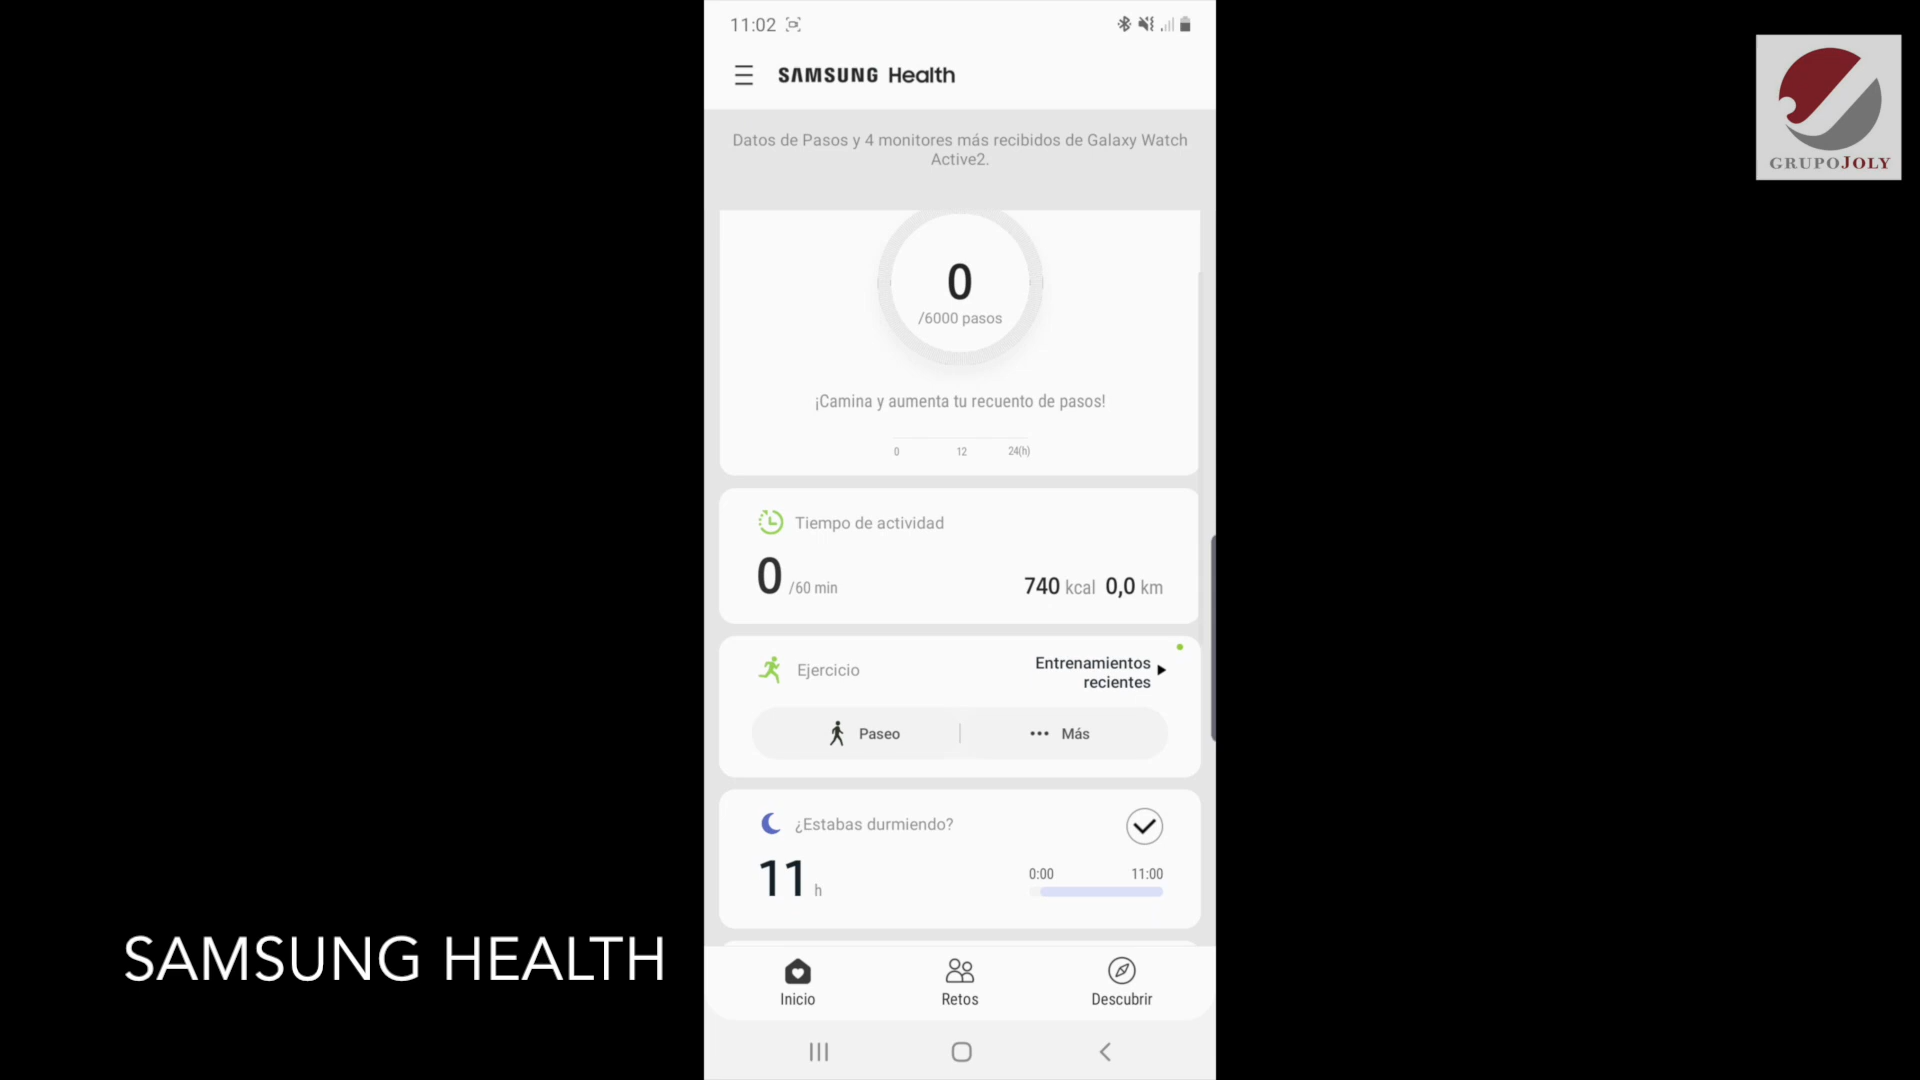 11:02
SAMSUNG Health
Datos de Pasos y 4 monitores más recibidos de Galaxy Watch
Active2.
0
/6000 pasos
¡Camina y aumenta tu recuento de pasos!
0 12 24(h)
Tiempo de actividad
0 /60 min 740 kcal 0,0 km
Ejercicio
Entrenamientos
recientes
Paseo
Más
¿Estabas durmiendo?
11 h
0:00 11:00
Inicio Retos Descubrir
SAMSUNG HEALTH
GRUPOJOLY